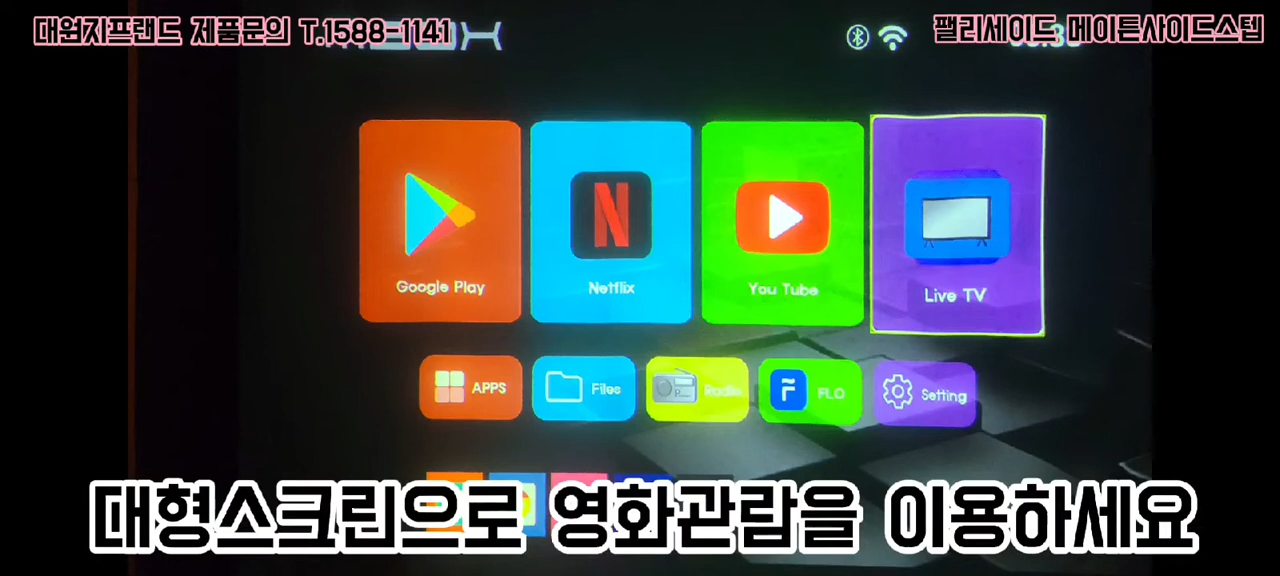 대원지프랜드 제품문의 T.1588-1141
팰리세이드 메이튼사이드스텝
Google Play
Netflix
You Tube
Live TV
APPS
Files
Radio
FLO
Setting
대형스크린으로 영화관람을 이용하세요